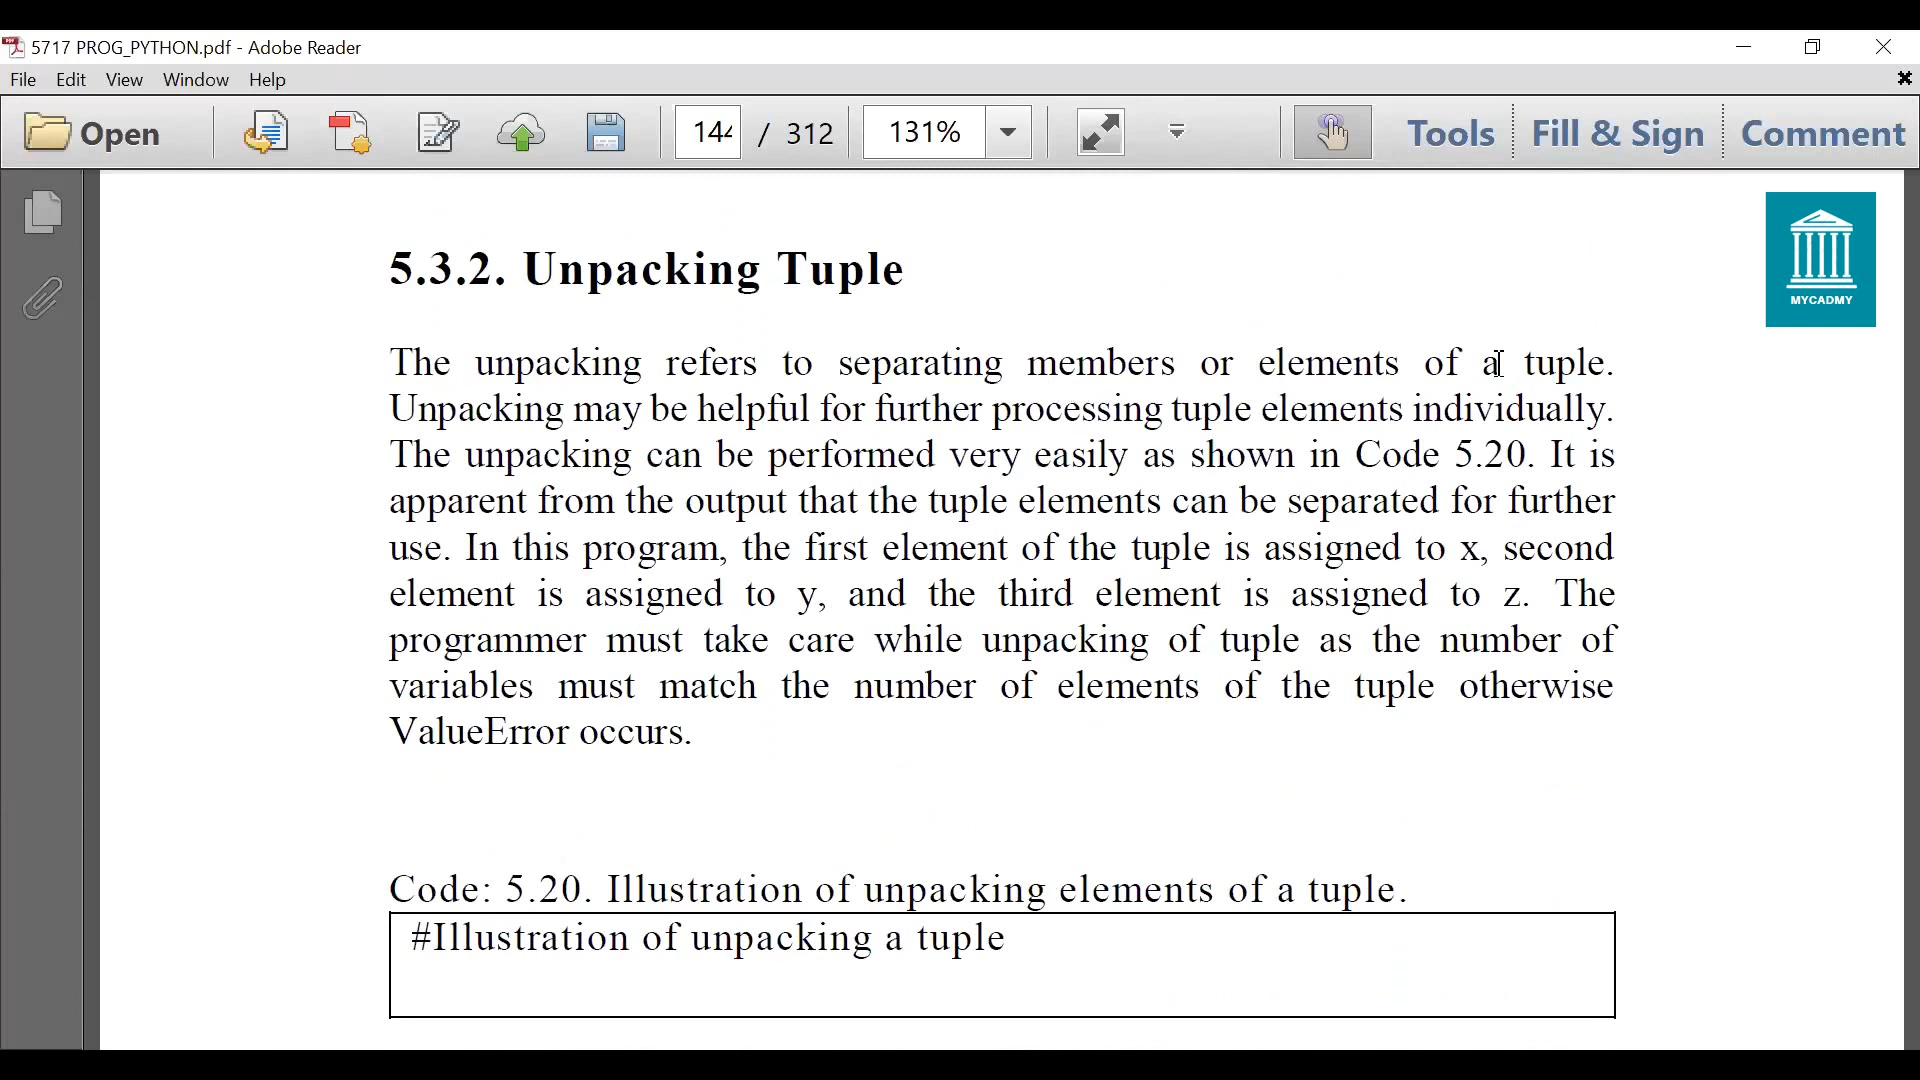 5717 PROG_PYTHON.pdf - Adobe Reader
File Edit View Window Help
Open 144 / 312 131% Tools Fill & Sign Comment
MYCADMY
5.3.2. Unpacking Tuple
The unpacking refers to separating members or elements of a tuple.
Unpacking may be helpful for further processing tuple elements individually.
The unpacking can be performed very easily as shown in Code 5.20. It is
apparent from the output that the tuple elements can be separated for further
use. In this program, the first element of the tuple is assigned to x, second
element is assigned to y, and the third element is assigned to z. The
programmer must take care while unpacking of tuple as the number of
variables must match the number of elements of the tuple otherwise
ValueError occurs.
Code: 5.20. Illustration of unpacking elements of a tuple.
#Illustration of unpacking a tuple